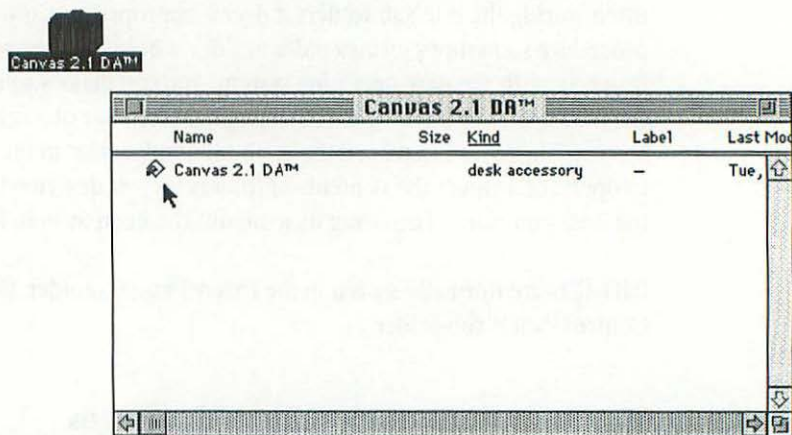 Canvas 2.1 DA™
Canvas 2.1 DA™
Name Size Kind Label Last Mod
Canvas 2.1 DA™ desk accessory – Tue,